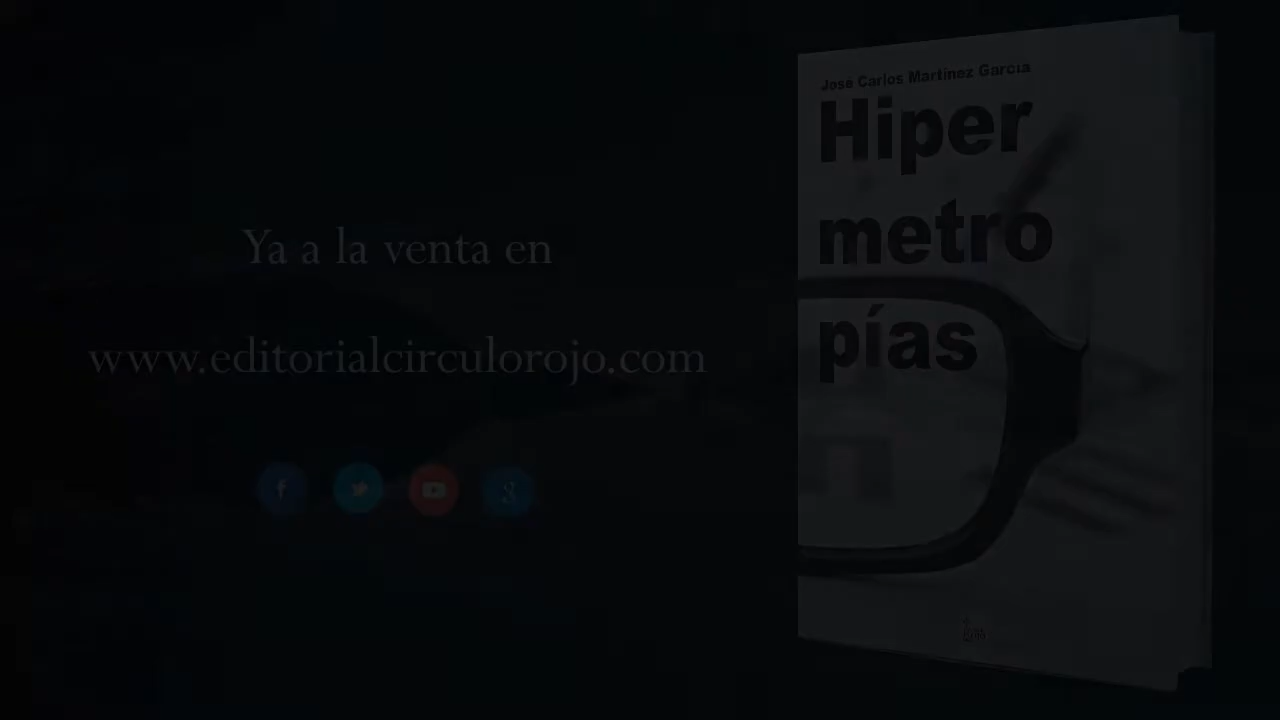 José Carlos Martínez García
Hiper
metro
pías
Ya a la venta en
www.editorialcirculorojo.com